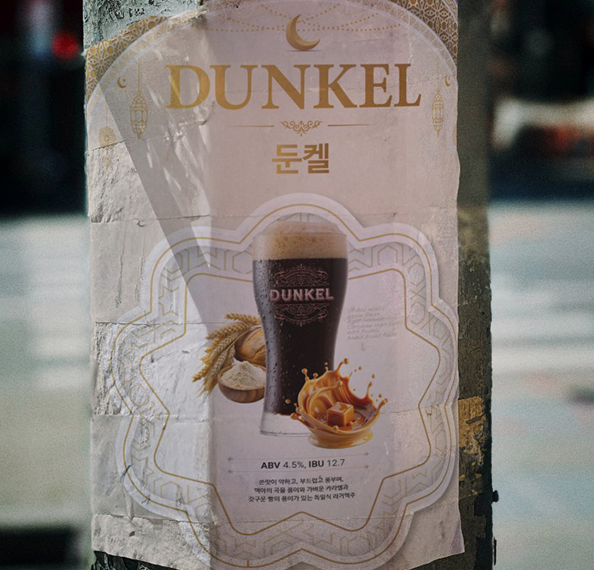 DUNKEL
둔켈
DUNKEL
ABV 4.5%, IBU 12.7
쓴맛이 약하고, 부드럽고 풍부며,
맥아의 곡물 풍미와 가벼운 카라멜과
갓구운 빵의 풍미가 있는 독일식 라거맥주